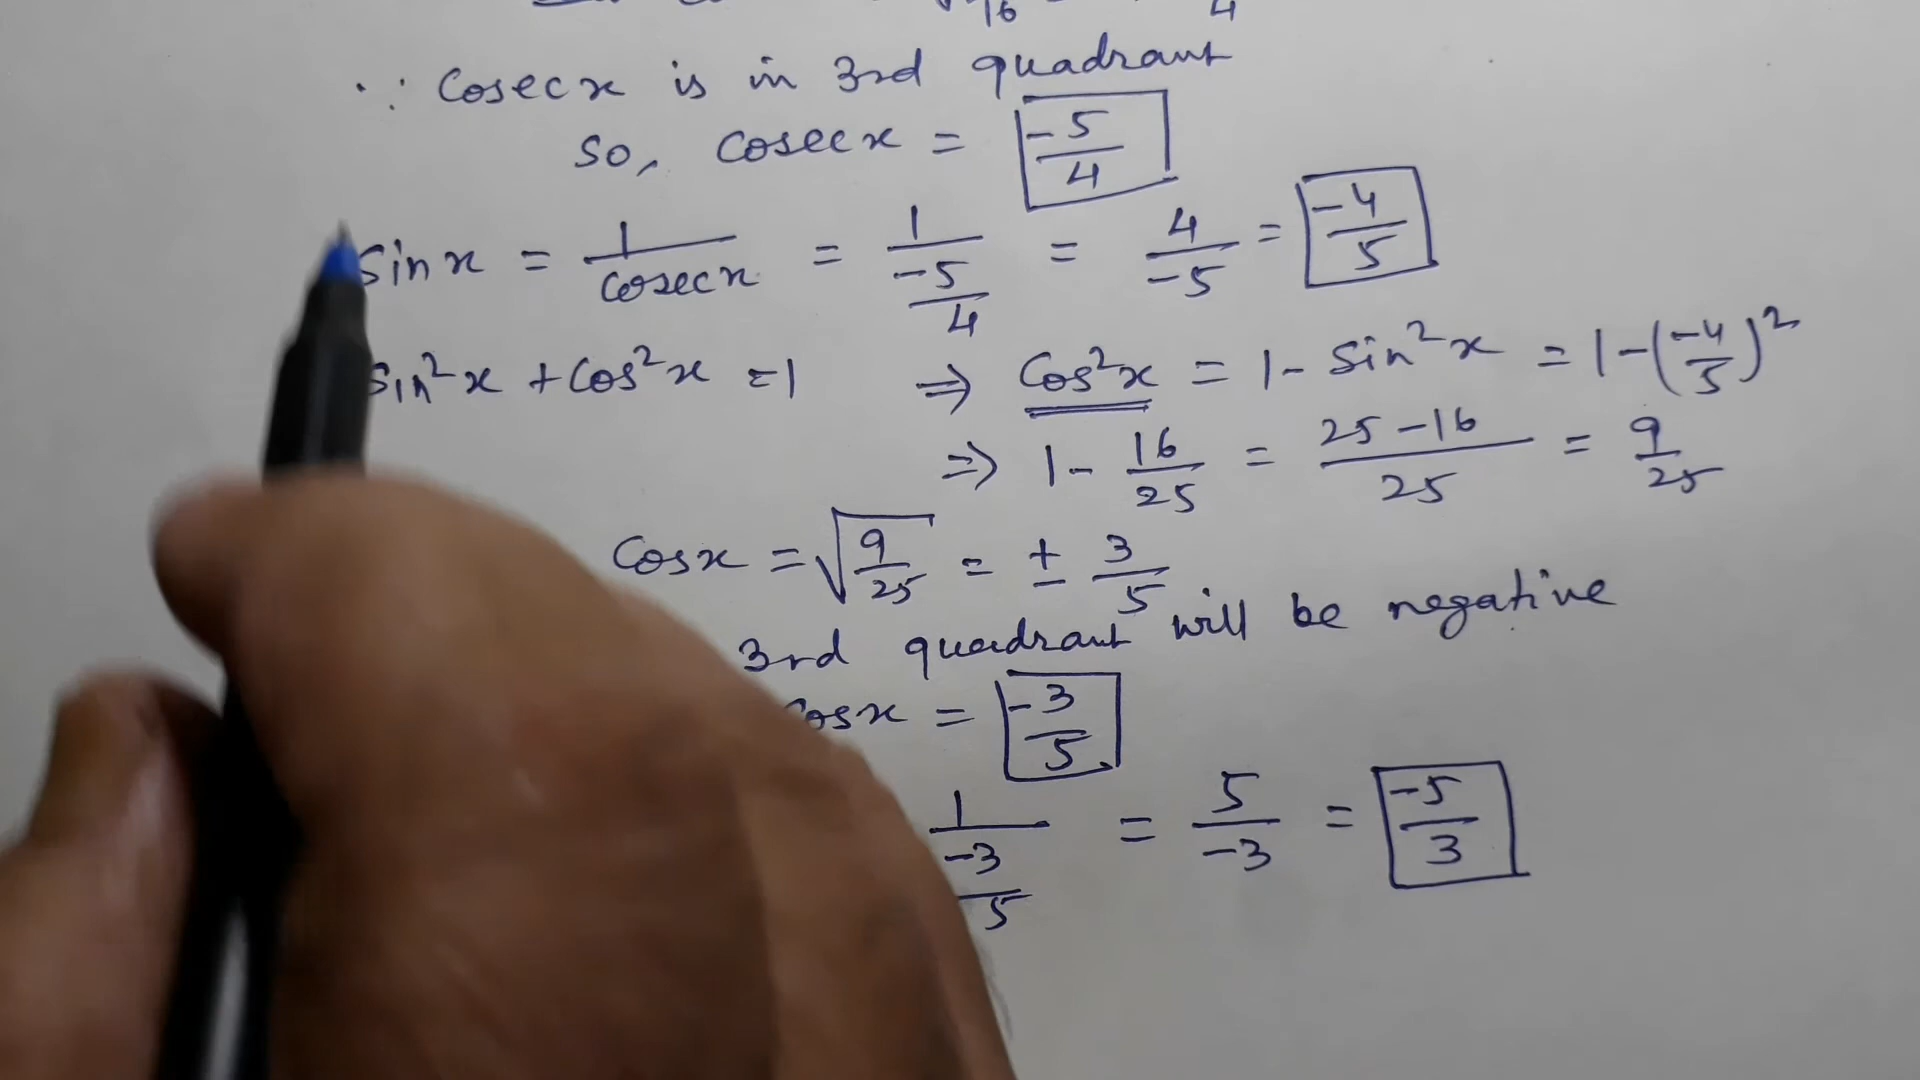 16 4
∵ Cosec x is in 3rd quadrant
so, Cosec x = -5/4
Sin x = 1/Cosec x = 1/(-5/4) = 4/-5 = -4/5
Sin²x + Cos²x = 1 ⇒ Cos²x = 1 - Sin²x = 1 - (-4/5)²
⇒ 1 - 16/25 = 25-16/25 = 9/25
Cos x = √9/25 = ± 3/5
3rd quadrant will be negative
Cos x = -3/5
1/(-3/5) = 5/-3 = -5/3